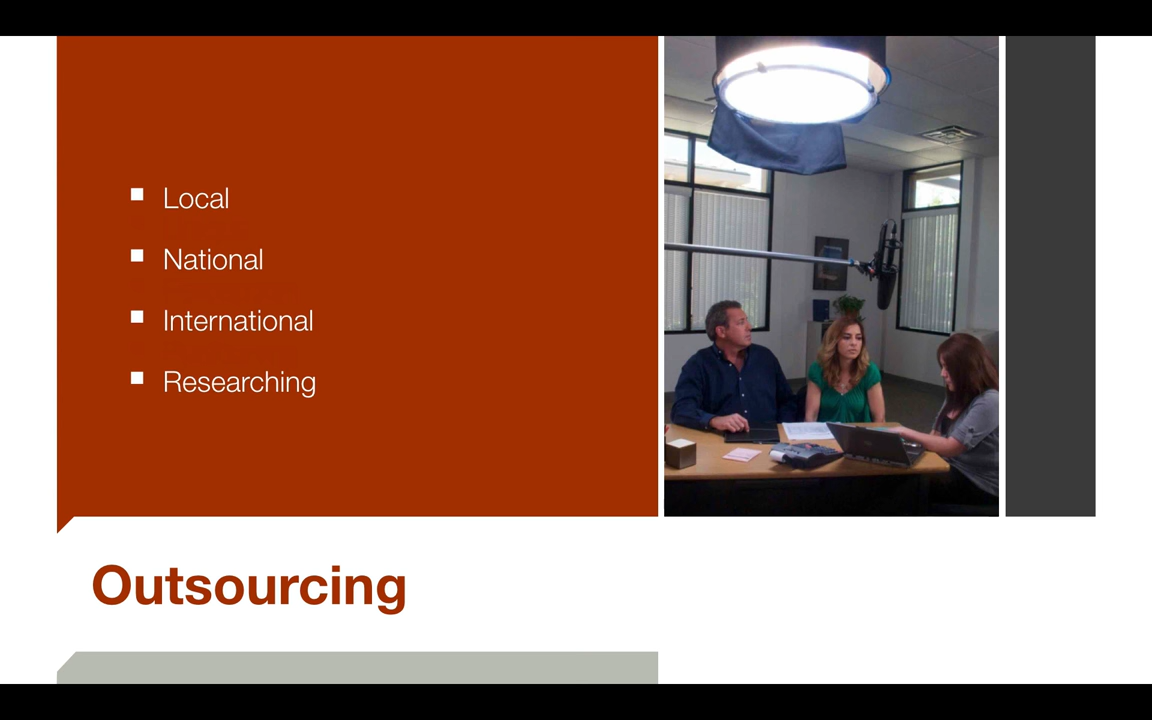 Local
National
International
Researching
Outsourcing